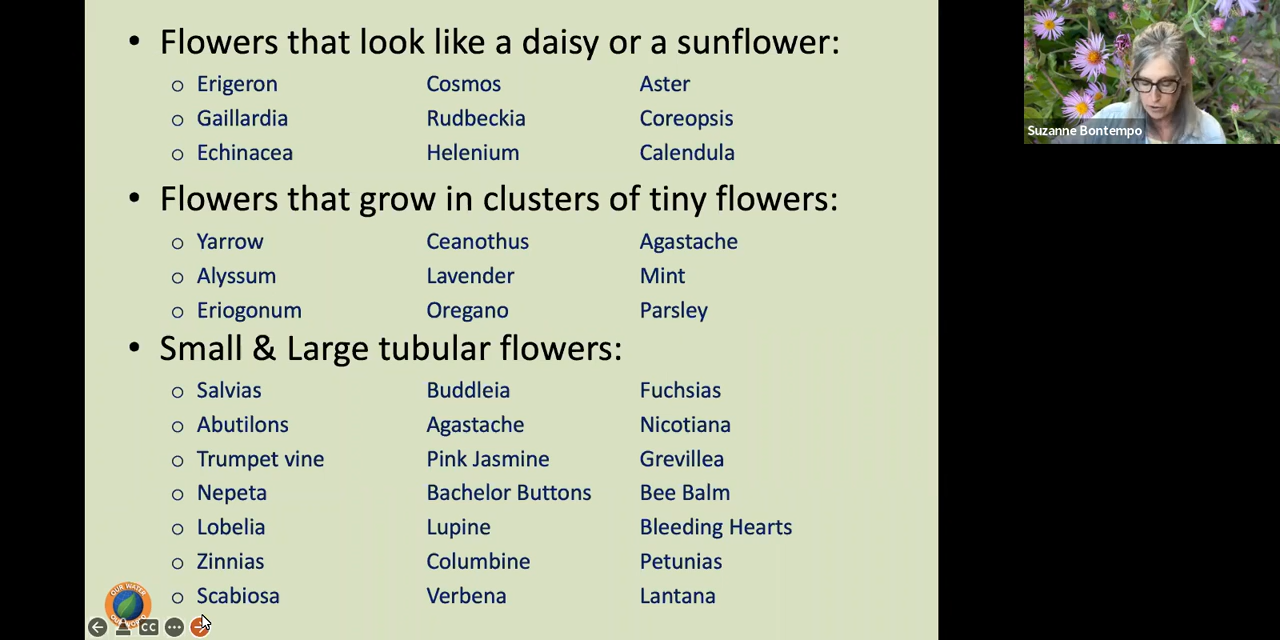 • Flowers that look like a daisy or a sunflower:
o Erigeron Cosmos Aster
o Gaillardia Rudbeckia Coreopsis
o Echinacea Helenium Calendula
• Flowers that grow in clusters of tiny flowers:
o Yarrow Ceanothus Agastache
o Alyssum Lavender Mint
o Eriogonum Oregano Parsley
• Small & Large tubular flowers:
o Salvias Buddleia Fuchsias
o Abutilons Agastache Nicotiana
o Trumpet vine Pink Jasmine Grevillea
o Nepeta Bachelor Buttons Bee Balm
o Lobelia Lupine Bleeding Hearts
o Zinnias Columbine Petunias
o Scabiosa Verbena Lantana
OUR WATER
CC
Suzanne Bontempo